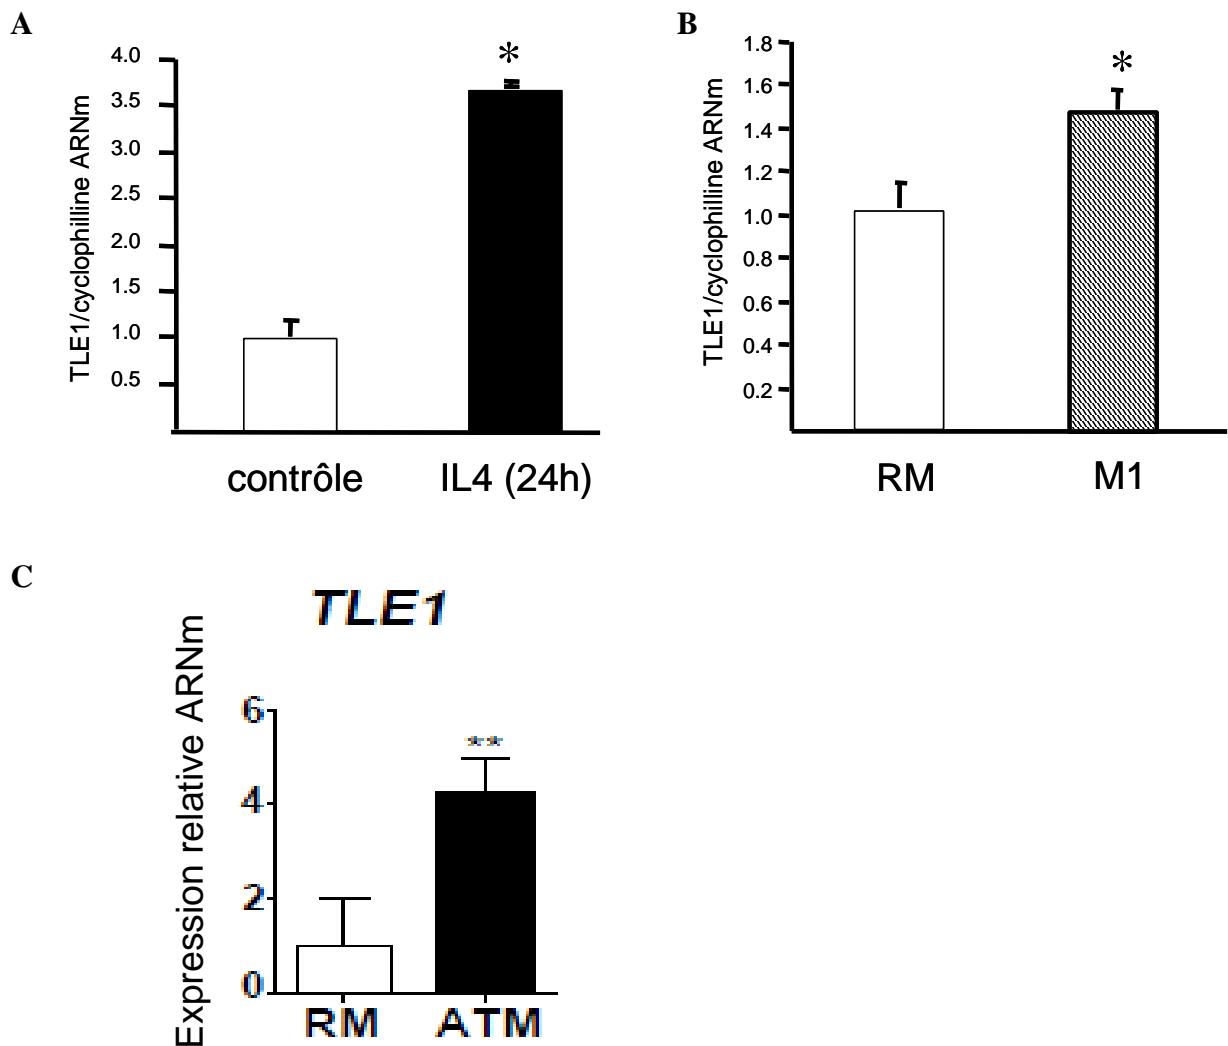 A
TLE1/cyclophilline ARNm
4.0
3.5
3.0
2.5
2.0
1.5
1.0
0.5
*
contrôle
IL4 (24h)
B
TLE1/cyclophilline ARNm
1.8
1.6
1.4
1.2
1.0
0.8
0.6
0.4
0.2
*
RM
M1
C
TLE1
Expression relative ARNm
6
4
2
0
**
RM
ATM